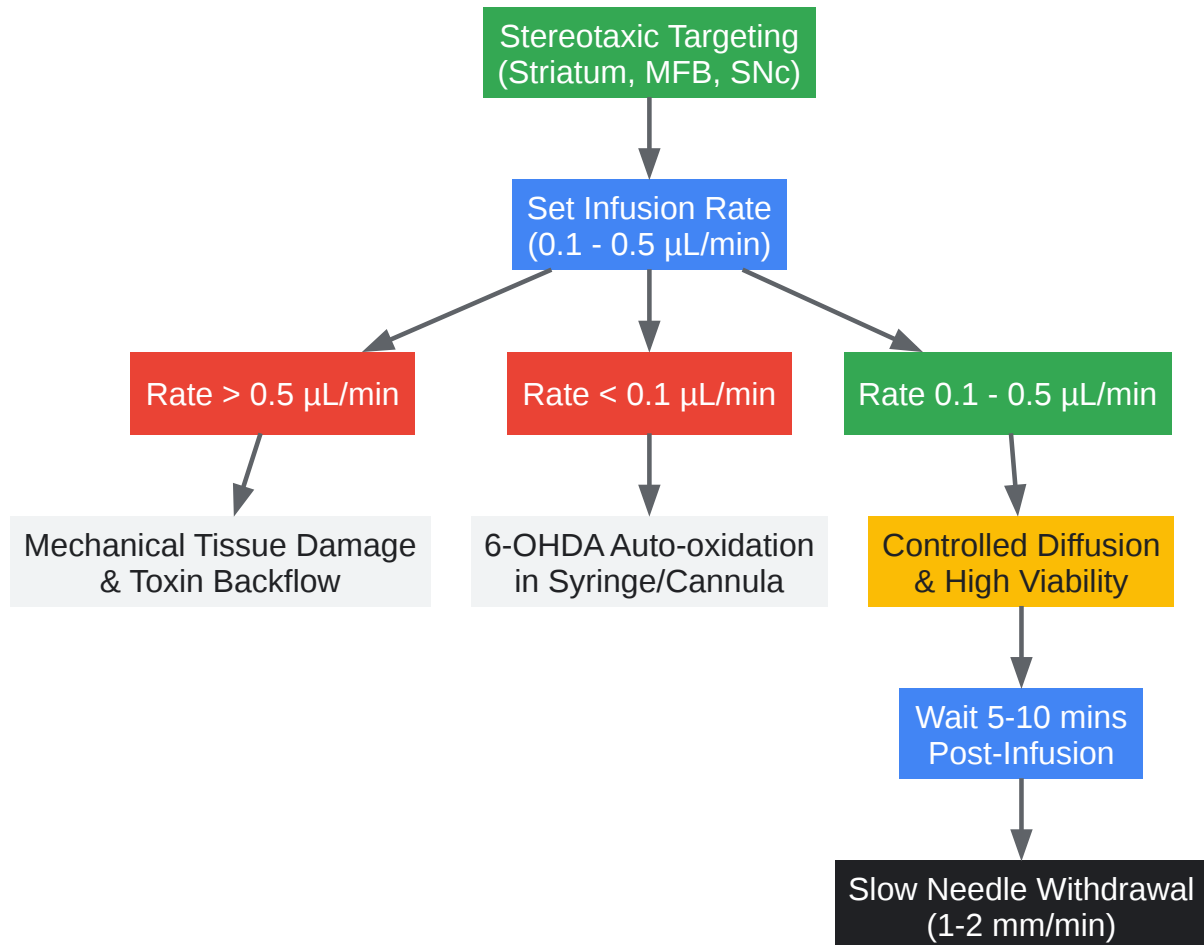 Stereotaxic Targeting
(Striatum, MFB, SNc)
Set Infusion Rate
(0.1 - 0.5 µL/min)
Rate > 0.5 µL/min
Rate < 0.1 µL/min
Rate 0.1 - 0.5 µL/min
Mechanical Tissue Damage
& Toxin Backflow
6-OHDA Auto-oxidation
in Syringe/Cannula
Controlled Diffusion
& High Viability
Wait 5-10 mins
Post-Infusion
Slow Needle Withdrawal
(1-2 mm/min)